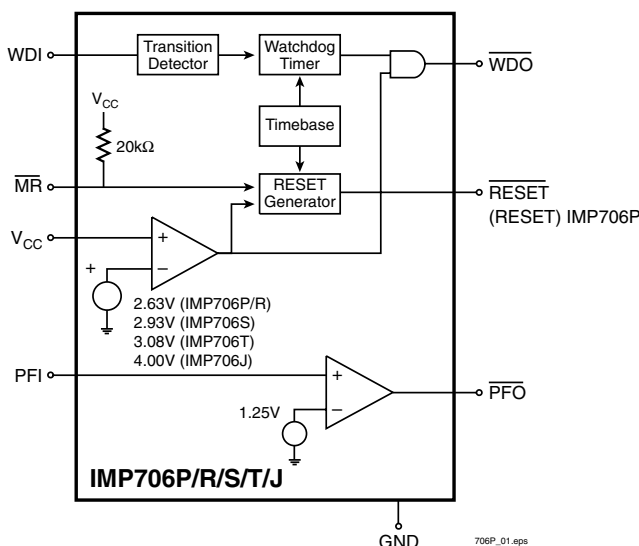 WDI
Transition
Detector
Watchdog
Timer
WDO
VCC
20kΩ
Timebase
MR
RESET
Generator
RESET
(RESET) IMP706P
VCC
+
−
+
2.63V (IMP706P/R)
2.93V (IMP706S)
3.08V (IMP706T)
4.00V (IMP706J)
PFI
+
−
PFO
1.25V
IMP706P/R/S/T/J
GND
706P_01.eps